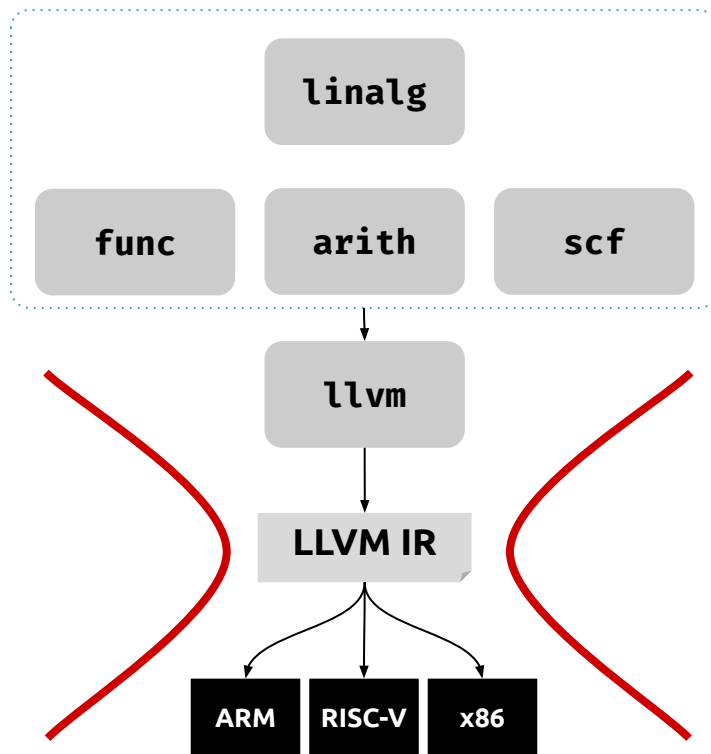 linalg
func
arith
scf
llvm
LLVM IR
ARM
RISC-V
x86